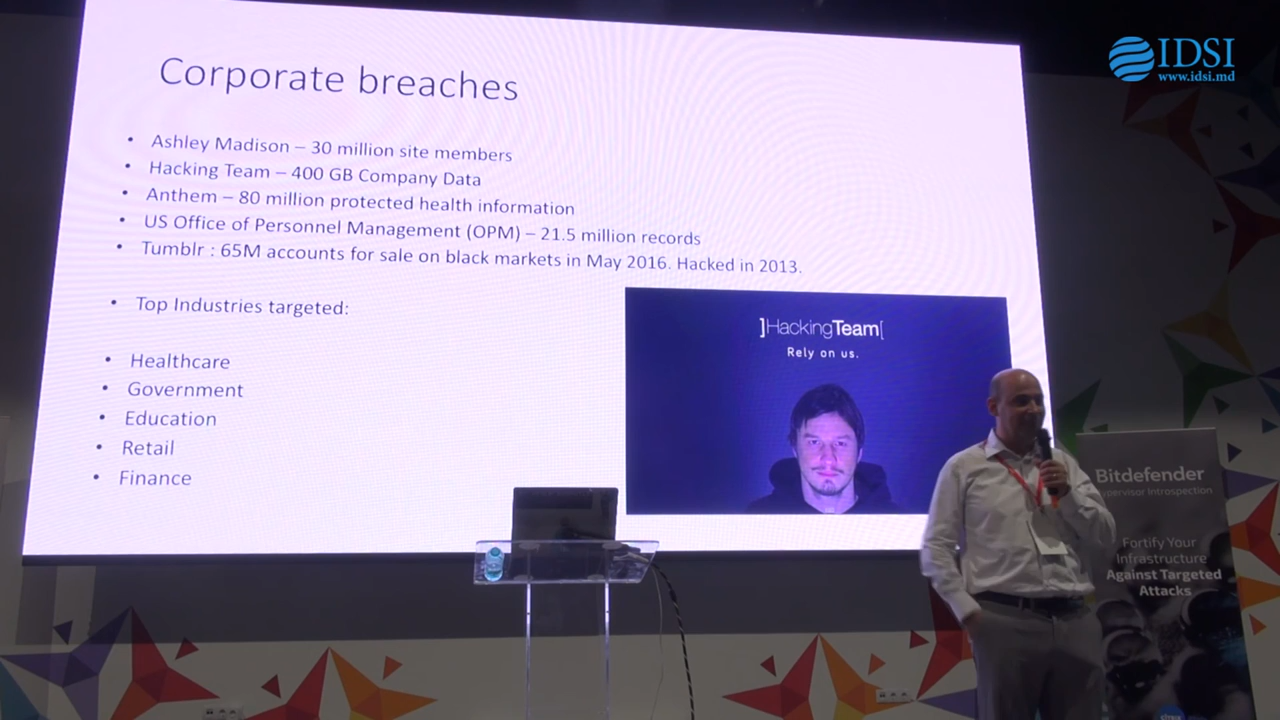 IDSI
www.idsi.md
Corporate breaches
• Ashley Madison – 30 million site members
• Hacking Team – 400 GB Company Data
• Anthem – 80 million protected health information
• US Office of Personnel Management (OPM) – 21.5 million records
• Tumblr : 65M accounts for sale on black markets in May 2016. Hacked in 2013.
• Top Industries targeted:
• Healthcare
• Government
• Education
• Retail
• Finance
]HackingTeam[
Rely on us.
Bitdefender
Introspection
Fortify Your
Infrastructure
Against Targeted
Attacks